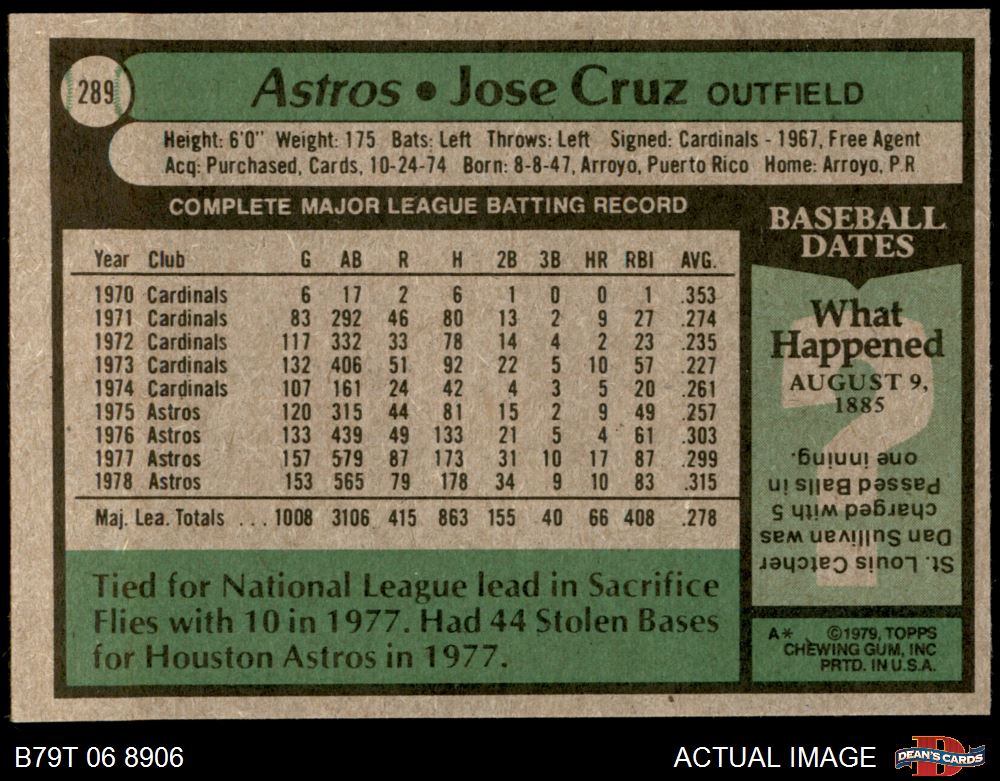 289
Astros • Jose Cruz OUTFIELD
Height: 6'0" Weight: 175 Bats: Left Throws: Left Signed: Cardinals - 1967, Free Agent
Acq: Purchased, Cards, 10-24-74 Born: 8-8-47, Arroyo, Puerto Rico Home: Arroyo, P.R
COMPLETE MAJOR LEAGUE BATTING RECORD
Year Club G AB R H 2B 3B HR RBI AVG.
1970 Cardinals 6 17 2 6 1 0 0 1 .353
1971 Cardinals 83 292 46 80 13 2 9 27 .274
1972 Cardinals 117 332 33 78 14 4 2 23 .235
1973 Cardinals 132 406 51 92 22 5 10 57 .227
1974 Cardinals 107 161 24 42 4 3 5 20 .261
1975 Astros 120 315 44 81 15 2 9 49 .257
1976 Astros 133 439 49 133 21 5 4 61 .303
1977 Astros 157 579 87 173 31 10 17 87 .299
1978 Astros 153 565 79 178 34 9 10 83 .315
Maj. Lea. Totals ... 1008 3106 415 863 155 40 66 408 .278
Tied for National League lead in Sacrifice
Flies with 10 in 1977. Had 44 Stolen Bases
for Houston Astros in 1977.
BASEBALL
DATES
What
Happened
AUGUST 9,
1885
St. Louis Catcher
Dan Sullivan was
charged with 5
Passed Balls in
one inning.
A* ©1979, TOPPS
CHEWING GUM, INC
PRTD. IN U.S.A.
B79T 06 8906
ACTUAL IMAGE
D
DEAN'S CARDS